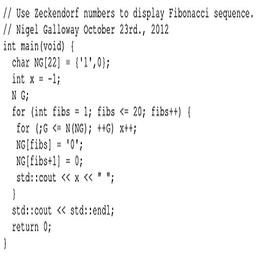 // Use Zeckendorf numbers to display Fibonacci sequence.
// Nigel Galloway October 23rd., 2012
int main(void) {
  char NG[22] = {'1',0};
  int x = -1;
  N G;
  for (int fibs = 1; fibs <= 20; fibs++) {
   for (;G <= N(NG); ++G) x++;
   NG[fibs] = '0';
   NG[fibs+1] = 0;
   std::cout << x << " ";
  }
  std::cout << std::endl;
  return 0;
}